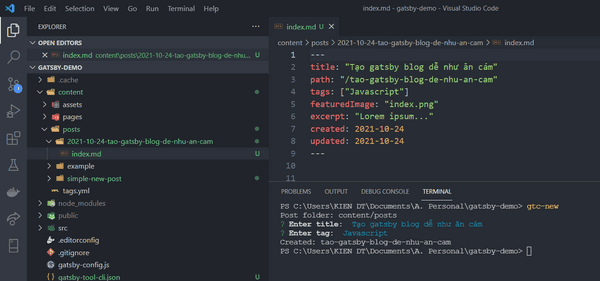 File Edit Selection View Go Run Terminal Help
index.md - gatsby-demo - Visual Studio Code
EXPLORER
OPEN EDITORS
index.md content\posts\2021-10-24-tao-gatsby-blog-de-nhu-... U
GATSBY-DEMO
.cache
content
assets
pages
posts
2021-10-24-tao-gatsby-blog-de-nhu-an-cam
index.md U
example
simple-new-post
tags.yml
node_modules
public
src
.editorconfig
.gitignore
gatsby-config.js
gatsby-tool-cli.json U
1
index.md U
content > posts > 2021-10-24-tao-gatsby-blog-de-nhu-an-cam > index.md
1 ---
2 title: "Tạo gatsby blog dễ như ăn cám"
3 path: "/tao-gatsby-blog-de-nhu-an-cam"
4 tags: ["Javascript"]
5 featuredImage: "index.png"
6 excerpt: "Lorem ipsum..."
7 created: 2021-10-24
8 updated: 2021-10-24
9 ---
10
11
PROBLEMS OUTPUT DEBUG CONSOLE TERMINAL
PS C:\Users\KIEN DT\Documents\A. Personal\gatsby-demo> gtc-new
Post folder: content/posts
? Enter title: Tạo gatsby blog dễ như ăn cám
? Enter tag: Javascript
Created: tao-gatsby-blog-de-nhu-an-cam
PS C:\Users\KIEN DT\Documents\A. Personal\gatsby-demo>